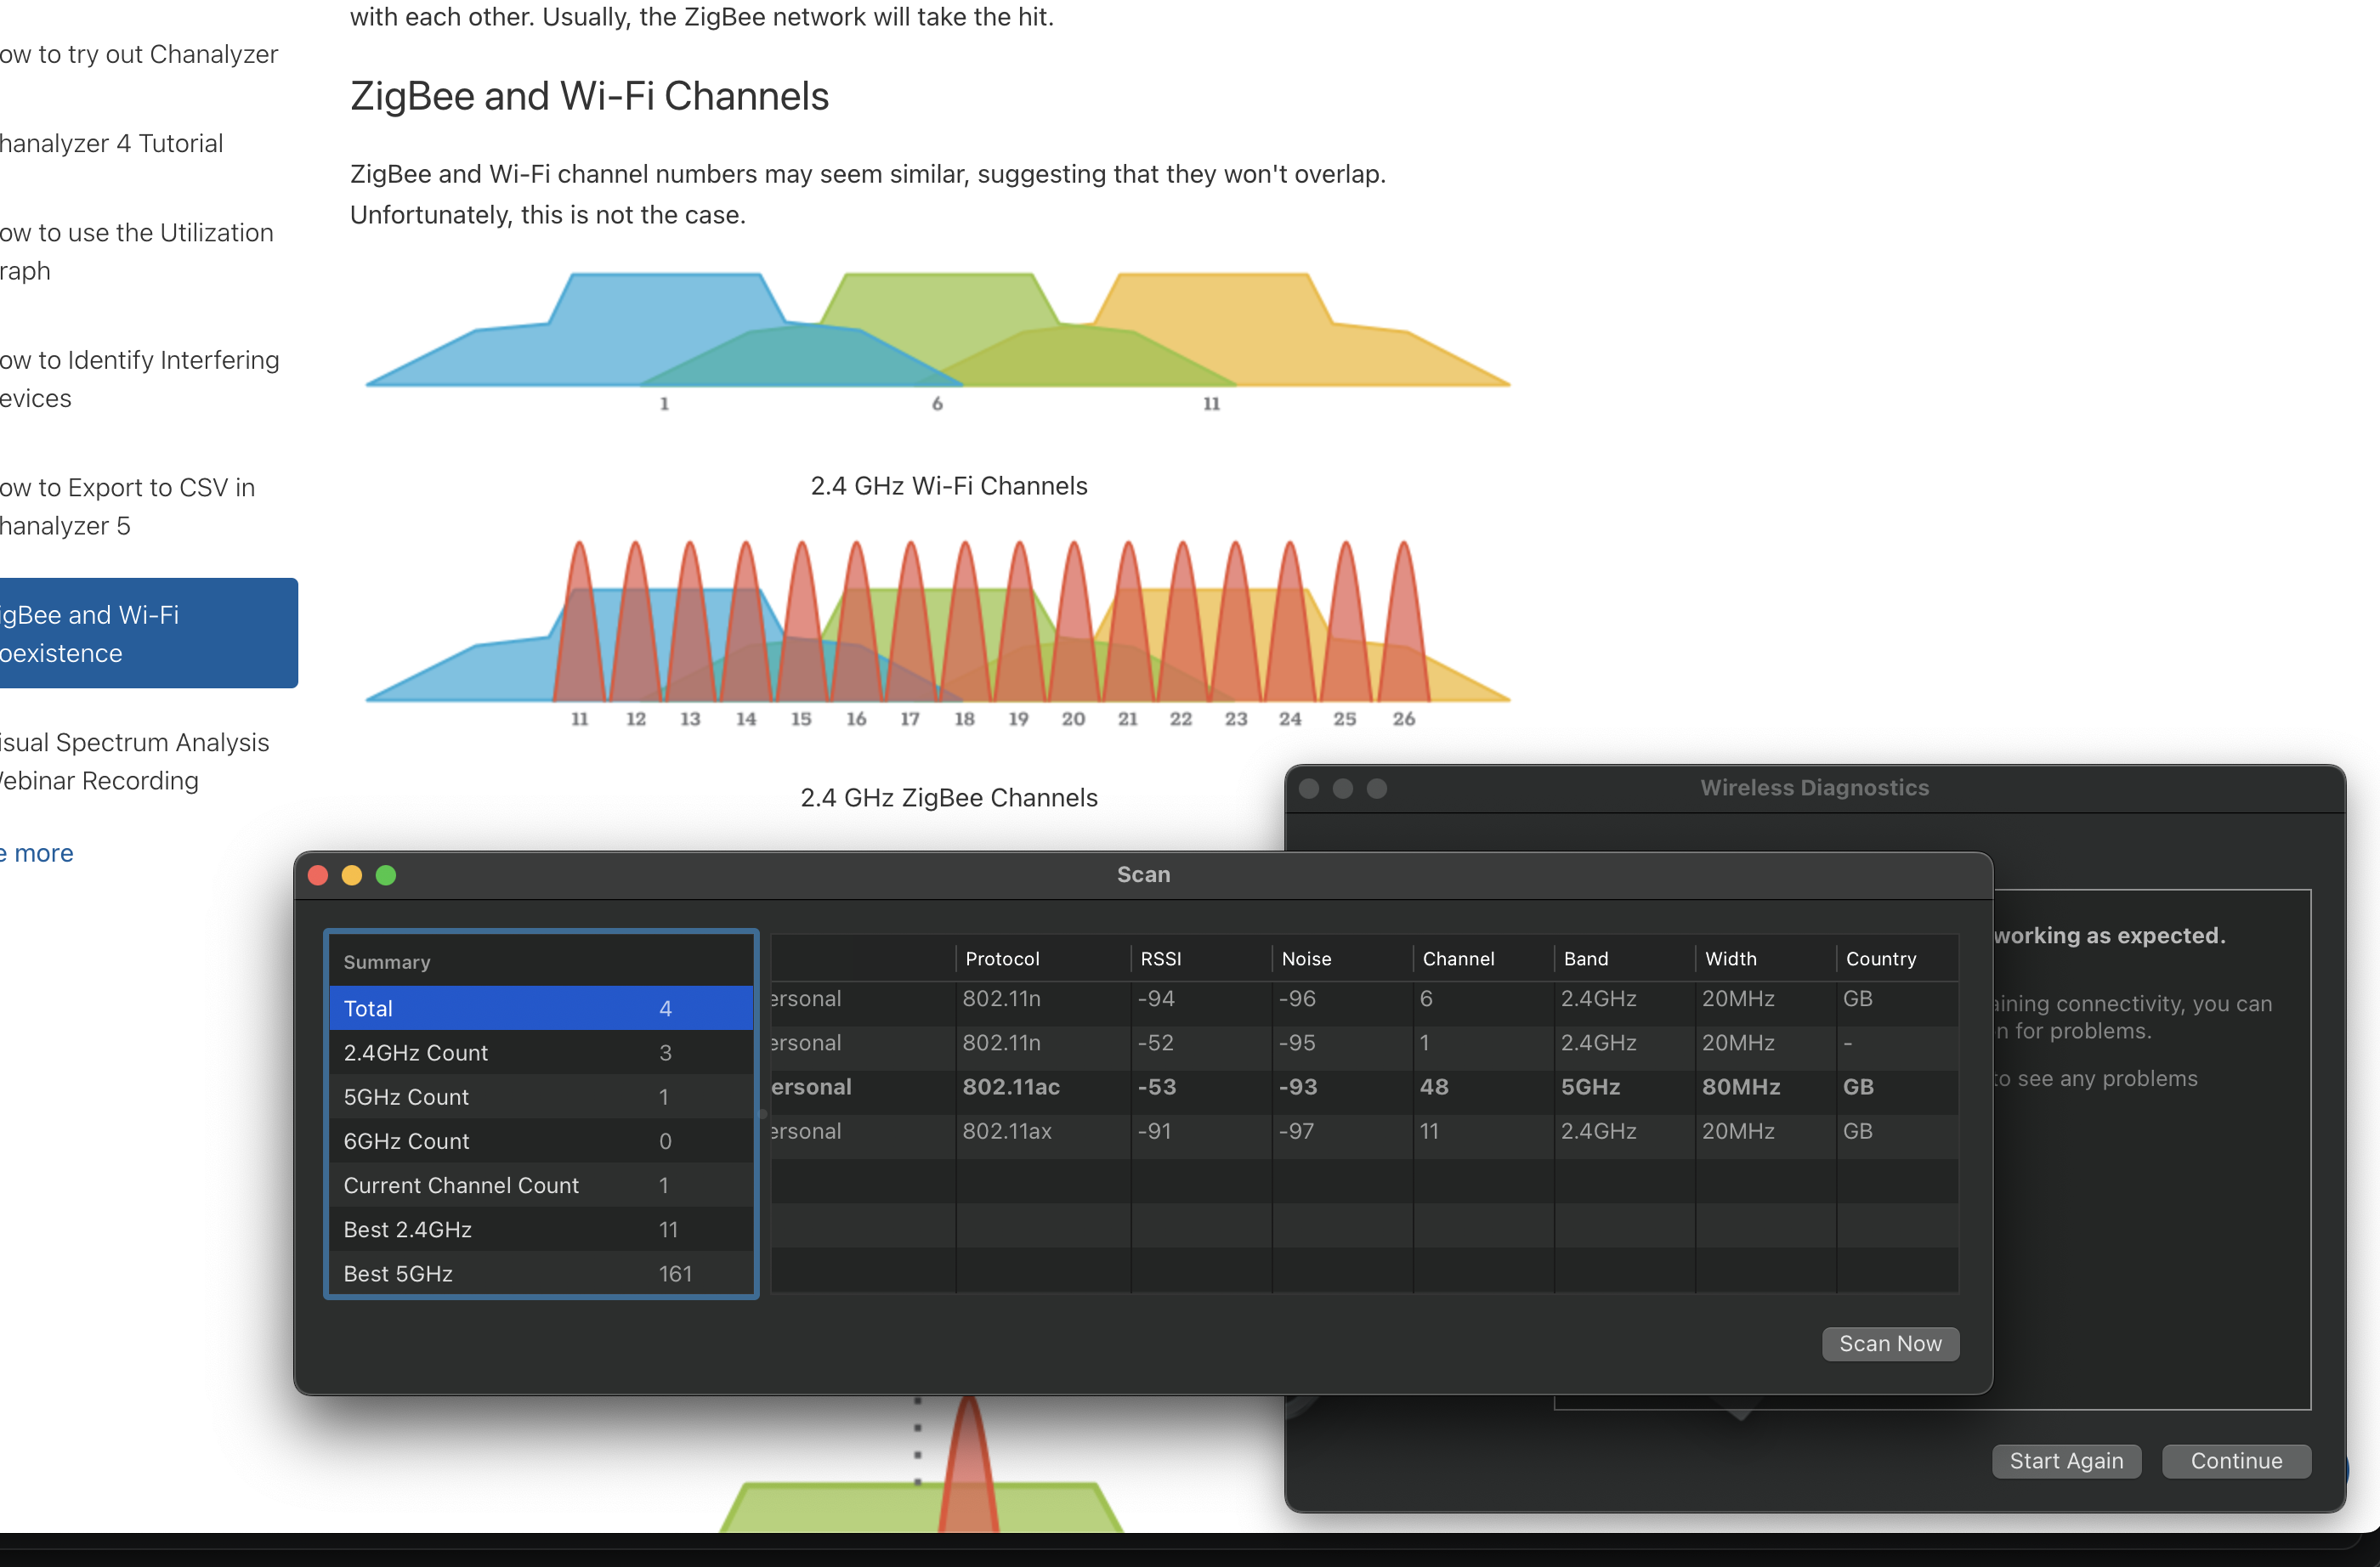 with each other. Usually, the ZigBee network will take the hit.
ow to try out Chanalyzer
hanalyzer 4 Tutorial
ow to use the Utilization
raph
ow to Identify Interfering
evices
ow to Export to CSV in
hanalyzer 5
igBee and Wi-Fi
oexistence
isual Spectrum Analysis
Vebinar Recording
e more
ZigBee and Wi-Fi Channels
ZigBee and Wi-Fi channel numbers may seem similar, suggesting that they won't overlap.
Unfortunately, this is not the case.
1 6 11
2.4 GHz Wi-Fi Channels
11 12 13 14 15 16 17 18 19 20 21 22 23 24 25 26
2.4 GHz ZigBee Channels
Wireless Diagnostics
working as expected.
aining connectivity, you can
n for problems.
to see any problems
Start Again Continue
Scan
Summary
Total 4
2.4GHz Count 3
5GHz Count 1
6GHz Count 0
Current Channel Count 1
Best 2.4GHz 11
Best 5GHz 161
Protocol RSSI Noise Channel Band Width Country
ersonal 802.11n -94 -96 6 2.4GHz 20MHz GB
ersonal 802.11n -52 -95 1 2.4GHz 20MHz -
ersonal 802.11ac -53 -93 48 5GHz 80MHz GB
ersonal 802.11ax -91 -97 11 2.4GHz 20MHz GB
Scan Now